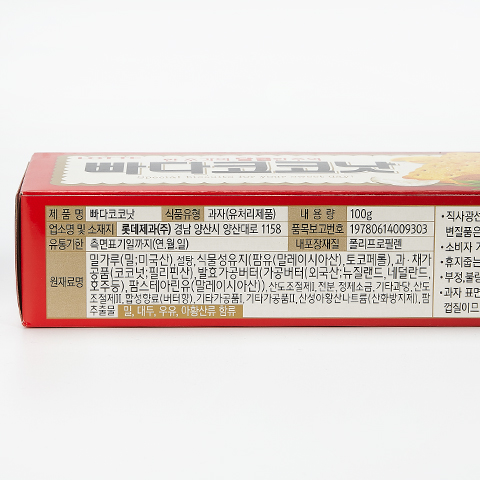 빠다코코낫
제 품 명 빠다코코낫 식품유형 과자(유처리제품) 내 용 량 100g
업소명 및 소재지 롯데제과(주) 경남 양산시 양산대로 1158 품목보고번호 19780614009303
유통기한 측면표기일까지(연,월,일) 내포장재질 폴리프로필렌
원재료명 밀가루(밀:미국산), 설탕, 식물성유지(팜유(말레이시아산), 토코페롤), 과·채가
공품(코코넛:필리핀산), 발효가공버터(가공버터(외국산:뉴질랜드, 네덜란드,
호주등), 팜스테아린유(말레이시아산)), 산도조절제Ⅰ, 전분, 정제소금, 기타과당, 산도
조절제Ⅱ, 합성향료(버터향), 기타가공품Ⅰ, 기타가공품Ⅰ, 산성아황산나트륨(산화방지제), 팜
추출물 밀, 대두, 우유, 아황산류 함유
•직사광선
변질품은
•소비자
•휴지줍는
•부정,불량
•과자 표면
껍질이므